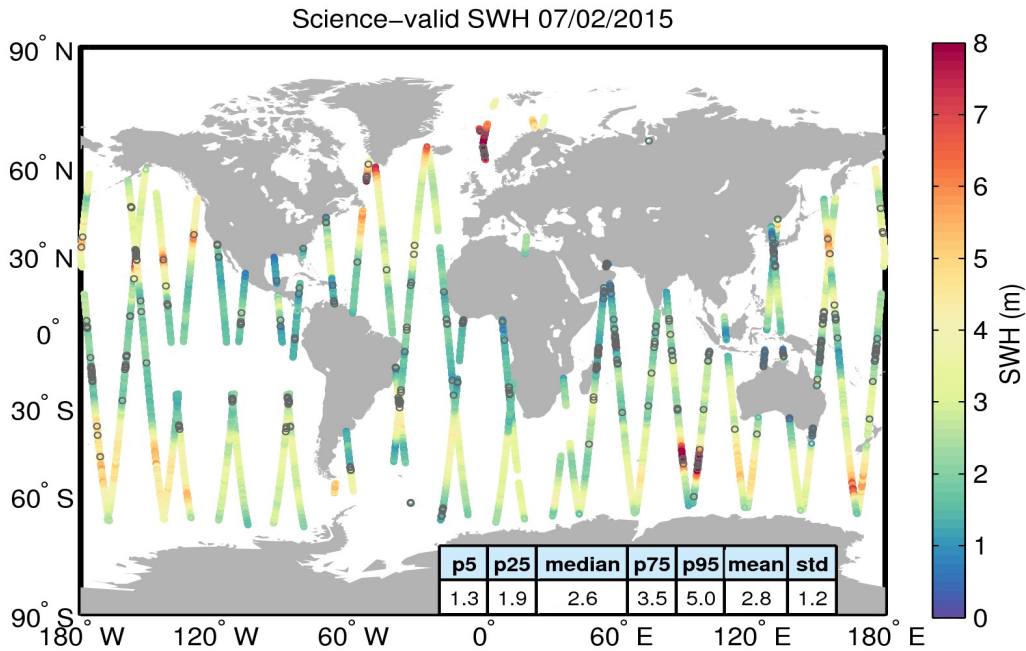 Science−valid SWH 07/02/2015
90° N
60° N
30° N
0°
30° S
60° S
90° S
180° W
120° W
60° W
0°
60° E
120° E
180° E
p5 p25 median p75 p95 mean std
1.3 1.9 2.6 3.5 5.0 2.8 1.2
8
7
6
5
4
3
2
1
0
SWH (m)